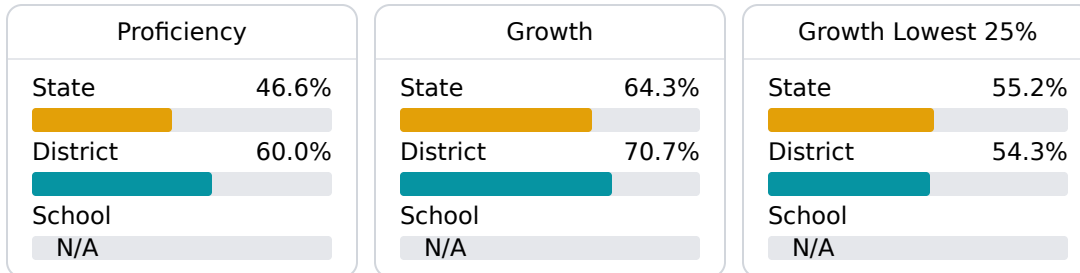 Proficiency
State 46.6%
District 60.0%
School
N/A
Growth
State 64.3%
District 70.7%
School
N/A
Growth Lowest 25%
State 55.2%
District 54.3%
School
N/A